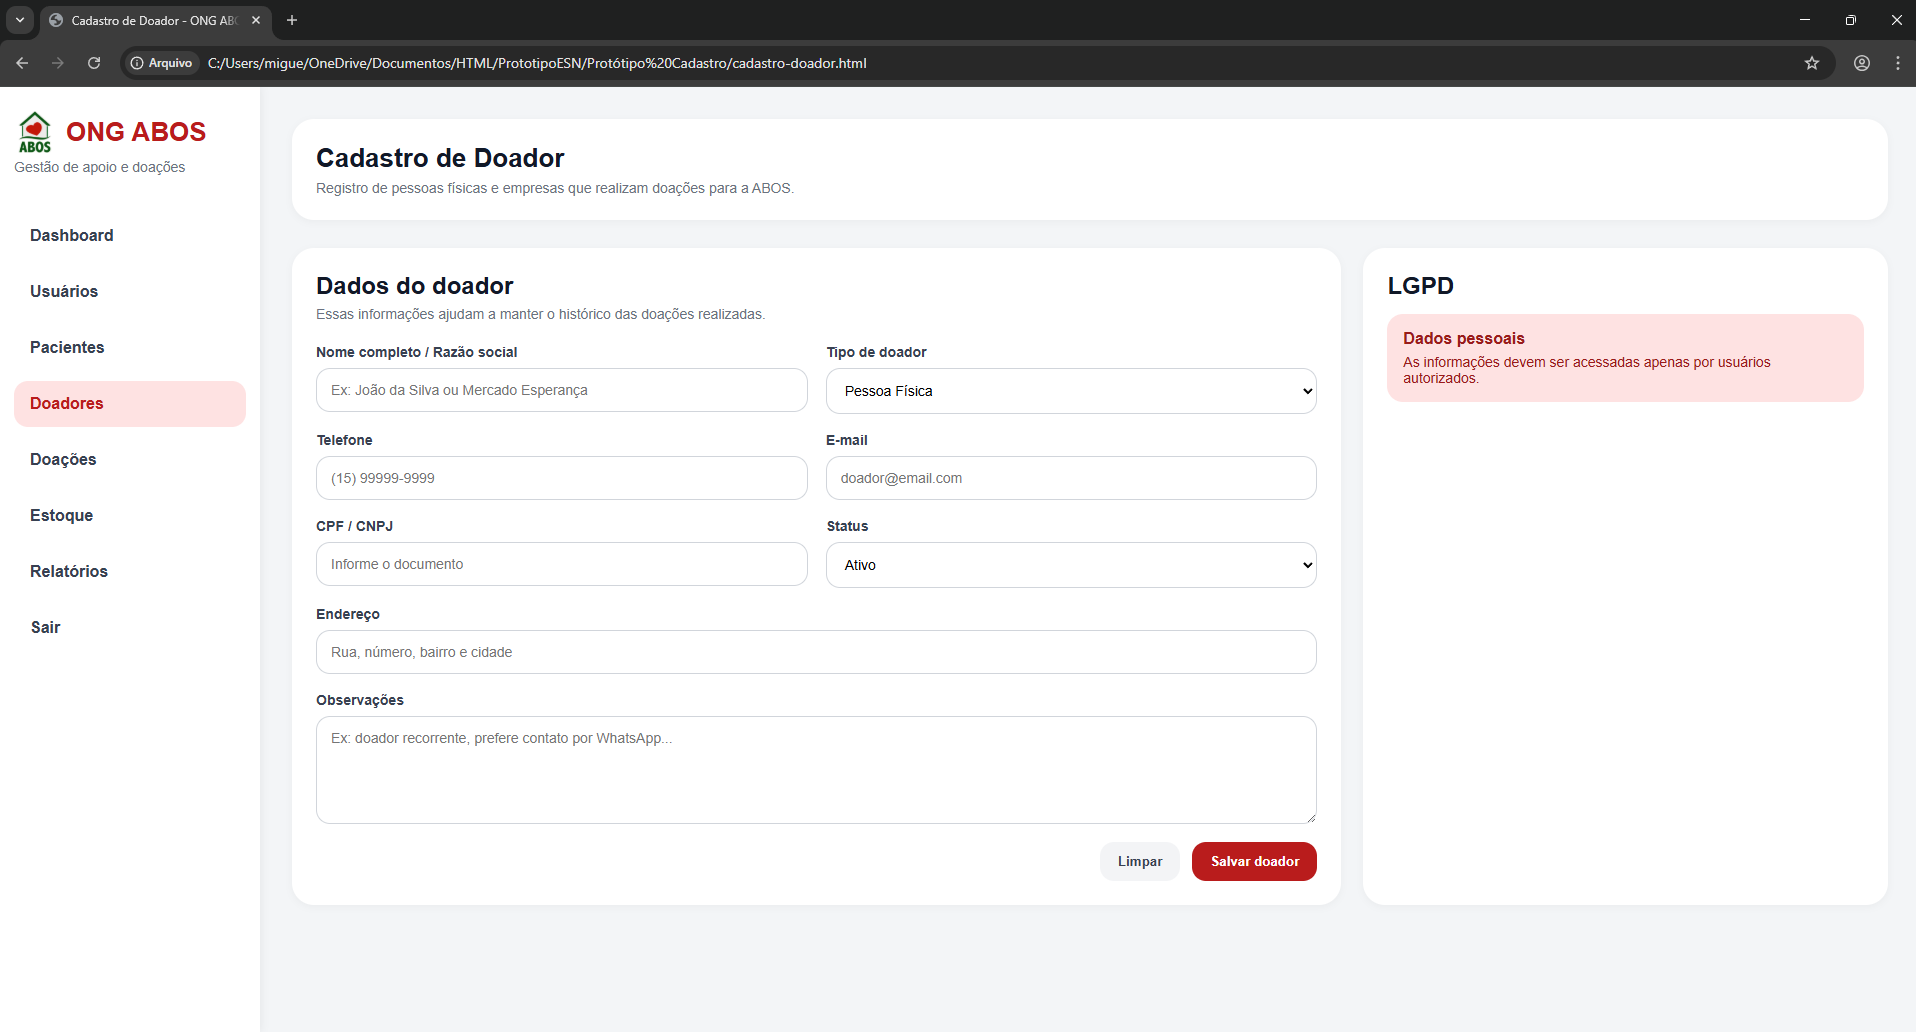 Cadastro de Doador - ONG AB
Arquivo
C:/Users/migue/OneDrive/Documentos/HTML/PrototipoESN/Protótipo%20Cadastro/cadastro-doador.html
ABOS
ONG ABOS
Gestão de apoio e doações
Dashboard
Usuários
Pacientes
Doadores
Doações
Estoque
Relatórios
Sair
Cadastro de Doador
Registro de pessoas físicas e empresas que realizam doações para a ABOS.
Dados do doador
Essas informações ajudam a manter o histórico das doações realizadas.
Nome completo / Razão social
Ex: João da Silva ou Mercado Esperança
Tipo de doador
Pessoa Física
Telefone
(15) 99999-9999
E-mail
doador@email.com
CPF / CNPJ
Informe o documento
Status
Ativo
Endereço
Rua, número, bairro e cidade
Observações
Ex: doador recorrente, prefere contato por WhatsApp...
Limpar
Salvar doador
LGPD
Dados pessoais
As informações devem ser acessadas apenas por usuários
autorizados.